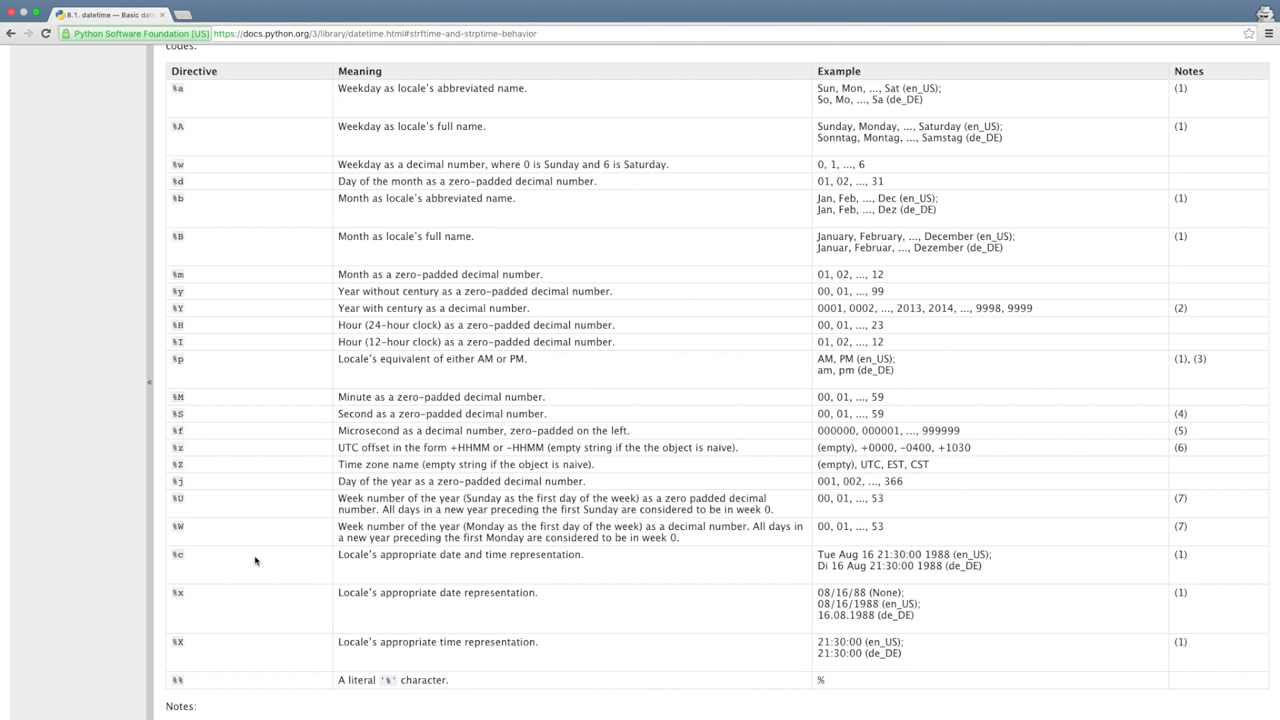 8.1. datetime — Basic dat
Python Software Foundation [US] https://docs.python.org/3/library/datetime.html#strftime-and-strptime-behavior
codes.
Directive Meaning Example Notes
%a Weekday as locale's abbreviated name. Sun, Mon, ..., Sat (en_US); (1)
So, Mo, ..., Sa (de_DE)
%A Weekday as locale's full name. Sunday, Monday, ..., Saturday (en_US); (1)
Sonntag, Montag, ..., Samstag (de_DE)
%w Weekday as a decimal number, where 0 is Sunday and 6 is Saturday. 0, 1, ..., 6
%d Day of the month as a zero-padded decimal number. 01, 02, ..., 31
%b Month as locale's abbreviated name. Jan, Feb, ..., Dec (en_US); (1)
Jan, Feb, ..., Dez (de_DE)
%B Month as locale's full name. January, February, ..., December (en_US); (1)
Januar, Februar, ..., Dezember (de_DE)
%m Month as a zero-padded decimal number. 01, 02, ..., 12
%y Year without century as a zero-padded decimal number. 00, 01, ..., 99
%Y Year with century as a decimal number. 0001, 0002, ..., 2013, 2014, ..., 9998, 9999 (2)
%H Hour (24-hour clock) as a zero-padded decimal number. 00, 01, ..., 23
%I Hour (12-hour clock) as a zero-padded decimal number. 01, 02, ..., 12
%p Locale's equivalent of either AM or PM. AM, PM (en_US); (1), (3)
am, pm (de_DE)
%M Minute as a zero-padded decimal number. 00, 01, ..., 59
%S Second as a zero-padded decimal number. 00, 01, ..., 59 (4)
%f Microsecond as a decimal number, zero-padded on the left. 000000, 000001, ..., 999999 (5)
%z UTC offset in the form +HHMM or -HHMM (empty string if the the object is naive). (empty), +0000, -0400, +1030 (6)
%Z Time zone name (empty string if the object is naive). (empty), UTC, EST, CST
%j Day of the year as a zero-padded decimal number. 001, 002, ..., 366
%U Week number of the year (Sunday as the first day of the week) as a zero padded decimal 00, 01, ..., 53 (7)
number. All days in a new year preceding the first Sunday are considered to be in week 0.
%W Week number of the year (Monday as the first day of the week) as a decimal number. All days in 00, 01, ..., 53 (7)
a new year preceding the first Monday are considered to be in week 0.
%c Locale's appropriate date and time representation. Tue Aug 16 21:30:00 1988 (en_US); (1)
Di 16 Aug 21:30:00 1988 (de_DE)
%x Locale's appropriate date representation. 08/16/88 (None); (1)
08/16/1988 (en_US);
16.08.1988 (de_DE)
%X Locale's appropriate time representation. 21:30:00 (en_US); (1)
21:30:00 (de_DE)
%% A literal '%' character. %
Notes: